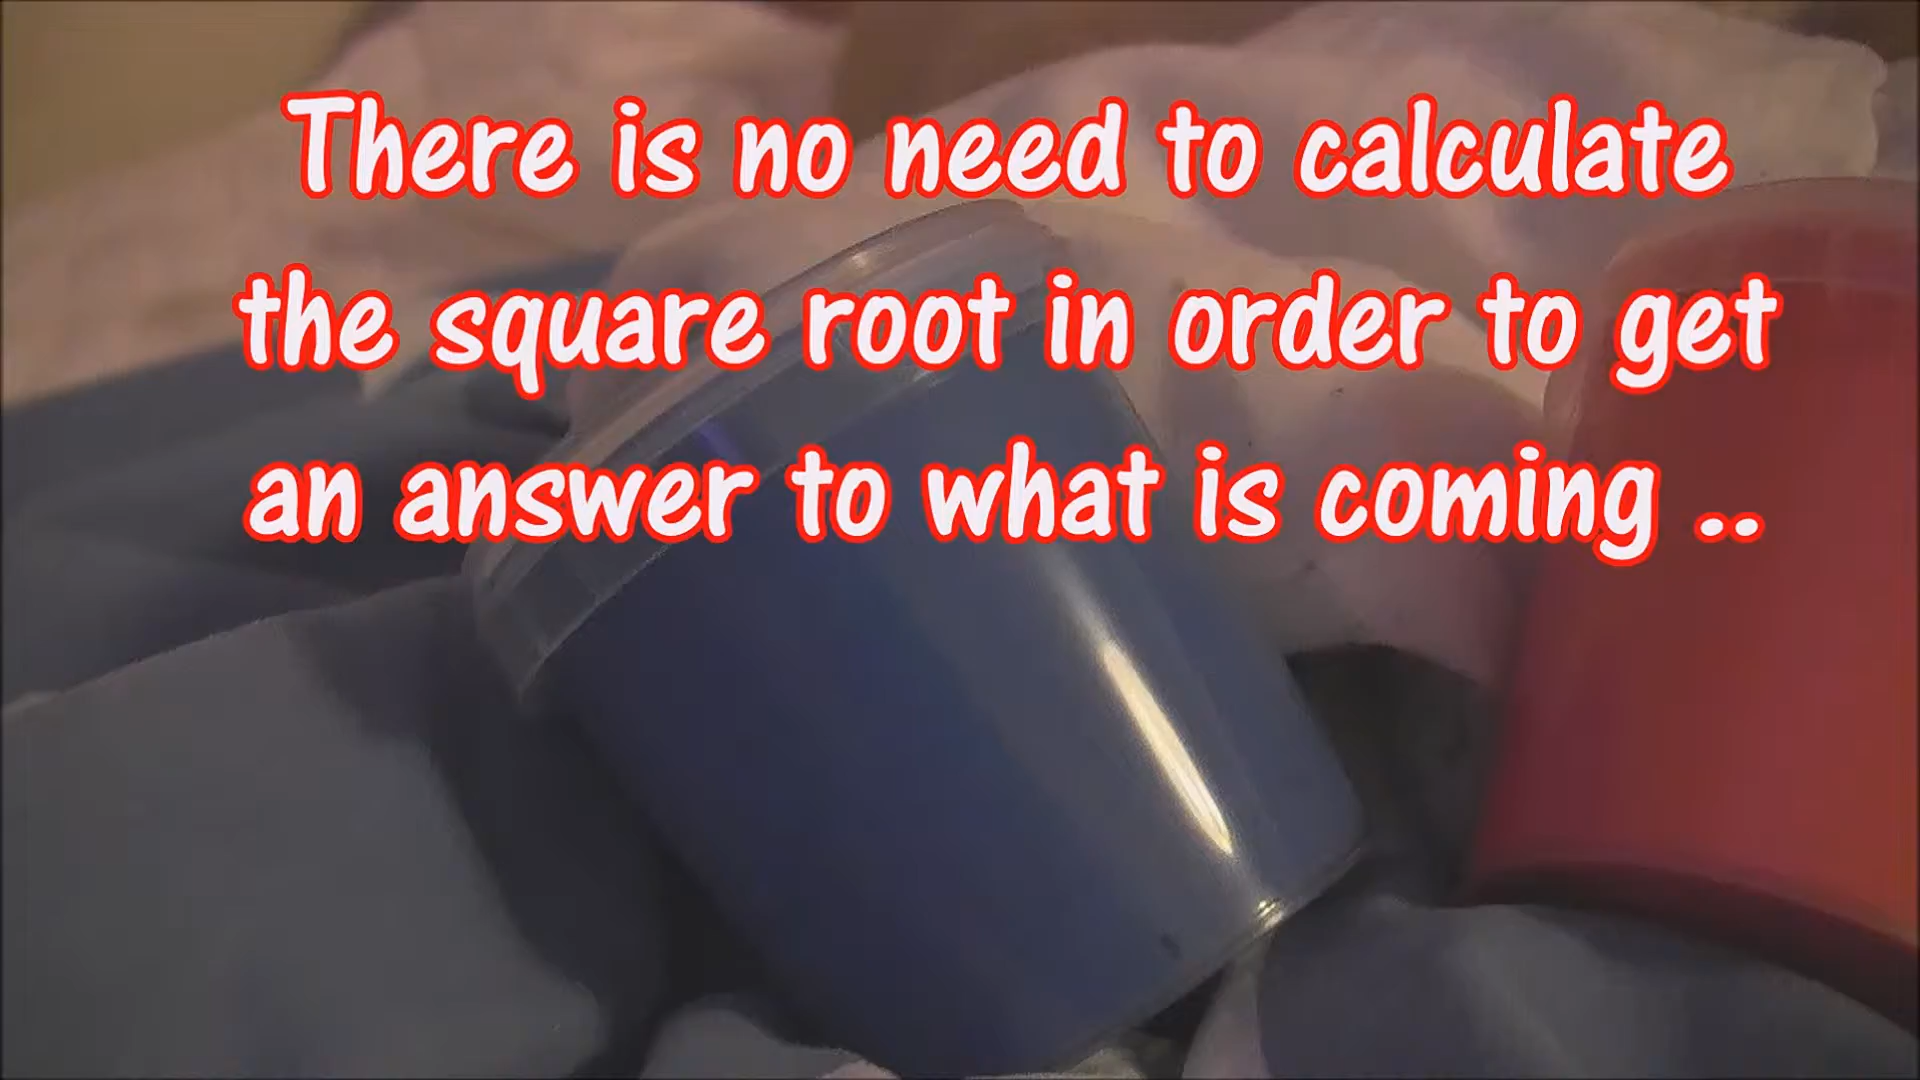 There is no need to calculate
the square root in order to get
an answer to what is coming ..